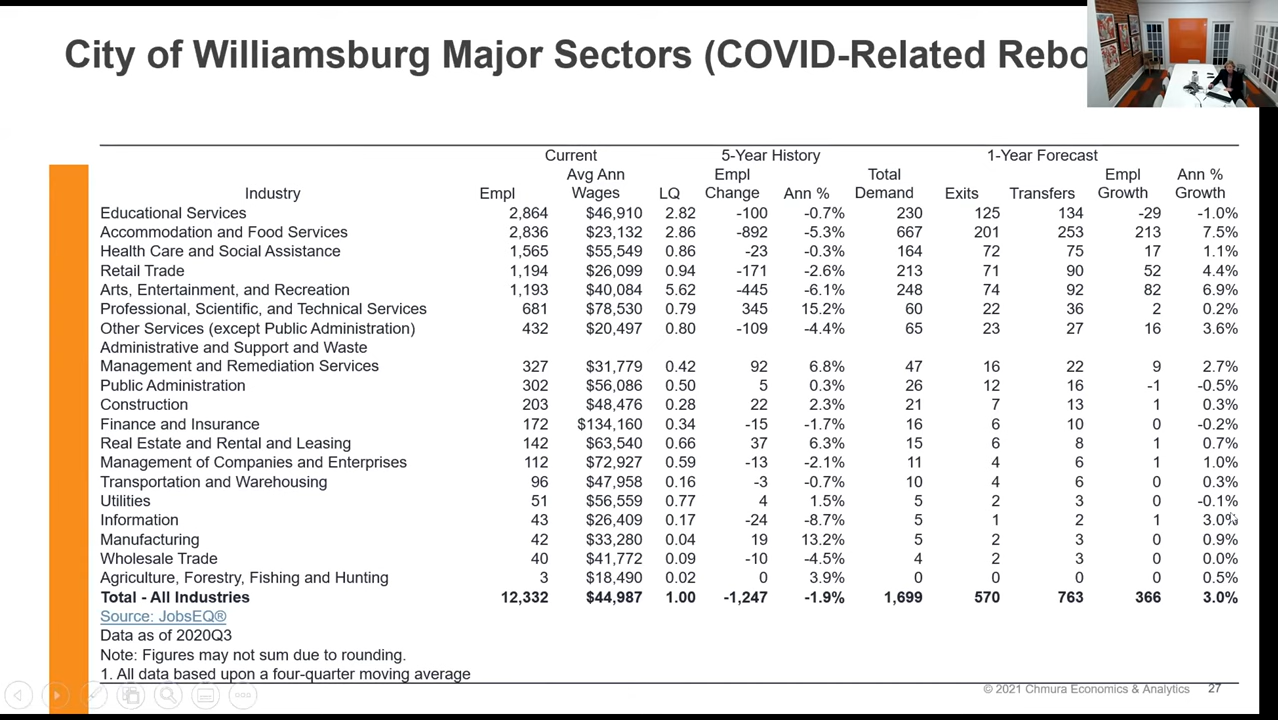 City of Williamsburg Major Sectors (COVID-Related Rebo
Current 5-Year History 1-Year Forecast
Avg Ann Empl Total Empl Ann %
Industry Empl Wages LQ Change Ann % Demand Exits Transfers Growth Growth
Educational Services 2,864 $46,910 2.82 -100 -0.7% 230 125 134 -29 -1.0%
Accommodation and Food Services 2,836 $23,132 2.86 -892 -5.3% 667 201 253 213 7.5%
Health Care and Social Assistance 1,565 $55,549 0.86 -23 -0.3% 164 72 75 17 1.1%
Retail Trade 1,194 $26,099 0.94 -171 -2.6% 213 71 90 52 4.4%
Arts, Entertainment, and Recreation 1,193 $40,084 5.62 -445 -6.1% 248 74 92 82 6.9%
Professional, Scientific, and Technical Services 681 $78,530 0.79 345 15.2% 60 22 36 2 0.2%
Other Services (except Public Administration) 432 $20,497 0.80 -109 -4.4% 65 23 27 16 3.6%
Administrative and Support and Waste
Management and Remediation Services 327 $31,779 0.42 92 6.8% 47 16 22 9 2.7%
Public Administration 302 $56,086 0.50 5 0.3% 26 12 16 -1 -0.5%
Construction 203 $48,476 0.28 22 2.3% 21 7 13 1 0.3%
Finance and Insurance 172 $134,160 0.34 -15 -1.7% 16 6 10 0 -0.2%
Real Estate and Rental and Leasing 142 $63,540 0.66 37 6.3% 15 6 8 1 0.7%
Management of Companies and Enterprises 112 $72,927 0.59 -13 -2.1% 11 4 6 1 1.0%
Transportation and Warehousing 96 $47,958 0.16 -3 -0.7% 10 4 6 0 0.3%
Utilities 51 $56,559 0.77 4 1.5% 5 2 3 0 -0.1%
Information 43 $26,409 0.17 -24 -8.7% 5 1 2 1 3.0%
Manufacturing 42 $33,280 0.04 19 13.2% 5 2 3 0 0.9%
Wholesale Trade 40 $41,772 0.09 -10 -4.5% 4 2 3 0 0.0%
Agriculture, Forestry, Fishing and Hunting 3 $18,490 0.02 0 3.9% 0 0 0 0 0.5%
Total - All Industries 12,332 $44,987 1.00 -1,247 -1.9% 1,699 570 763 366 3.0%
Source: JobsEQ®
Data as of 2020Q3
Note: Figures may not sum due to rounding.
1. All data based upon a four-quarter moving average
© 2021 Chmura Economics & Analytics 27